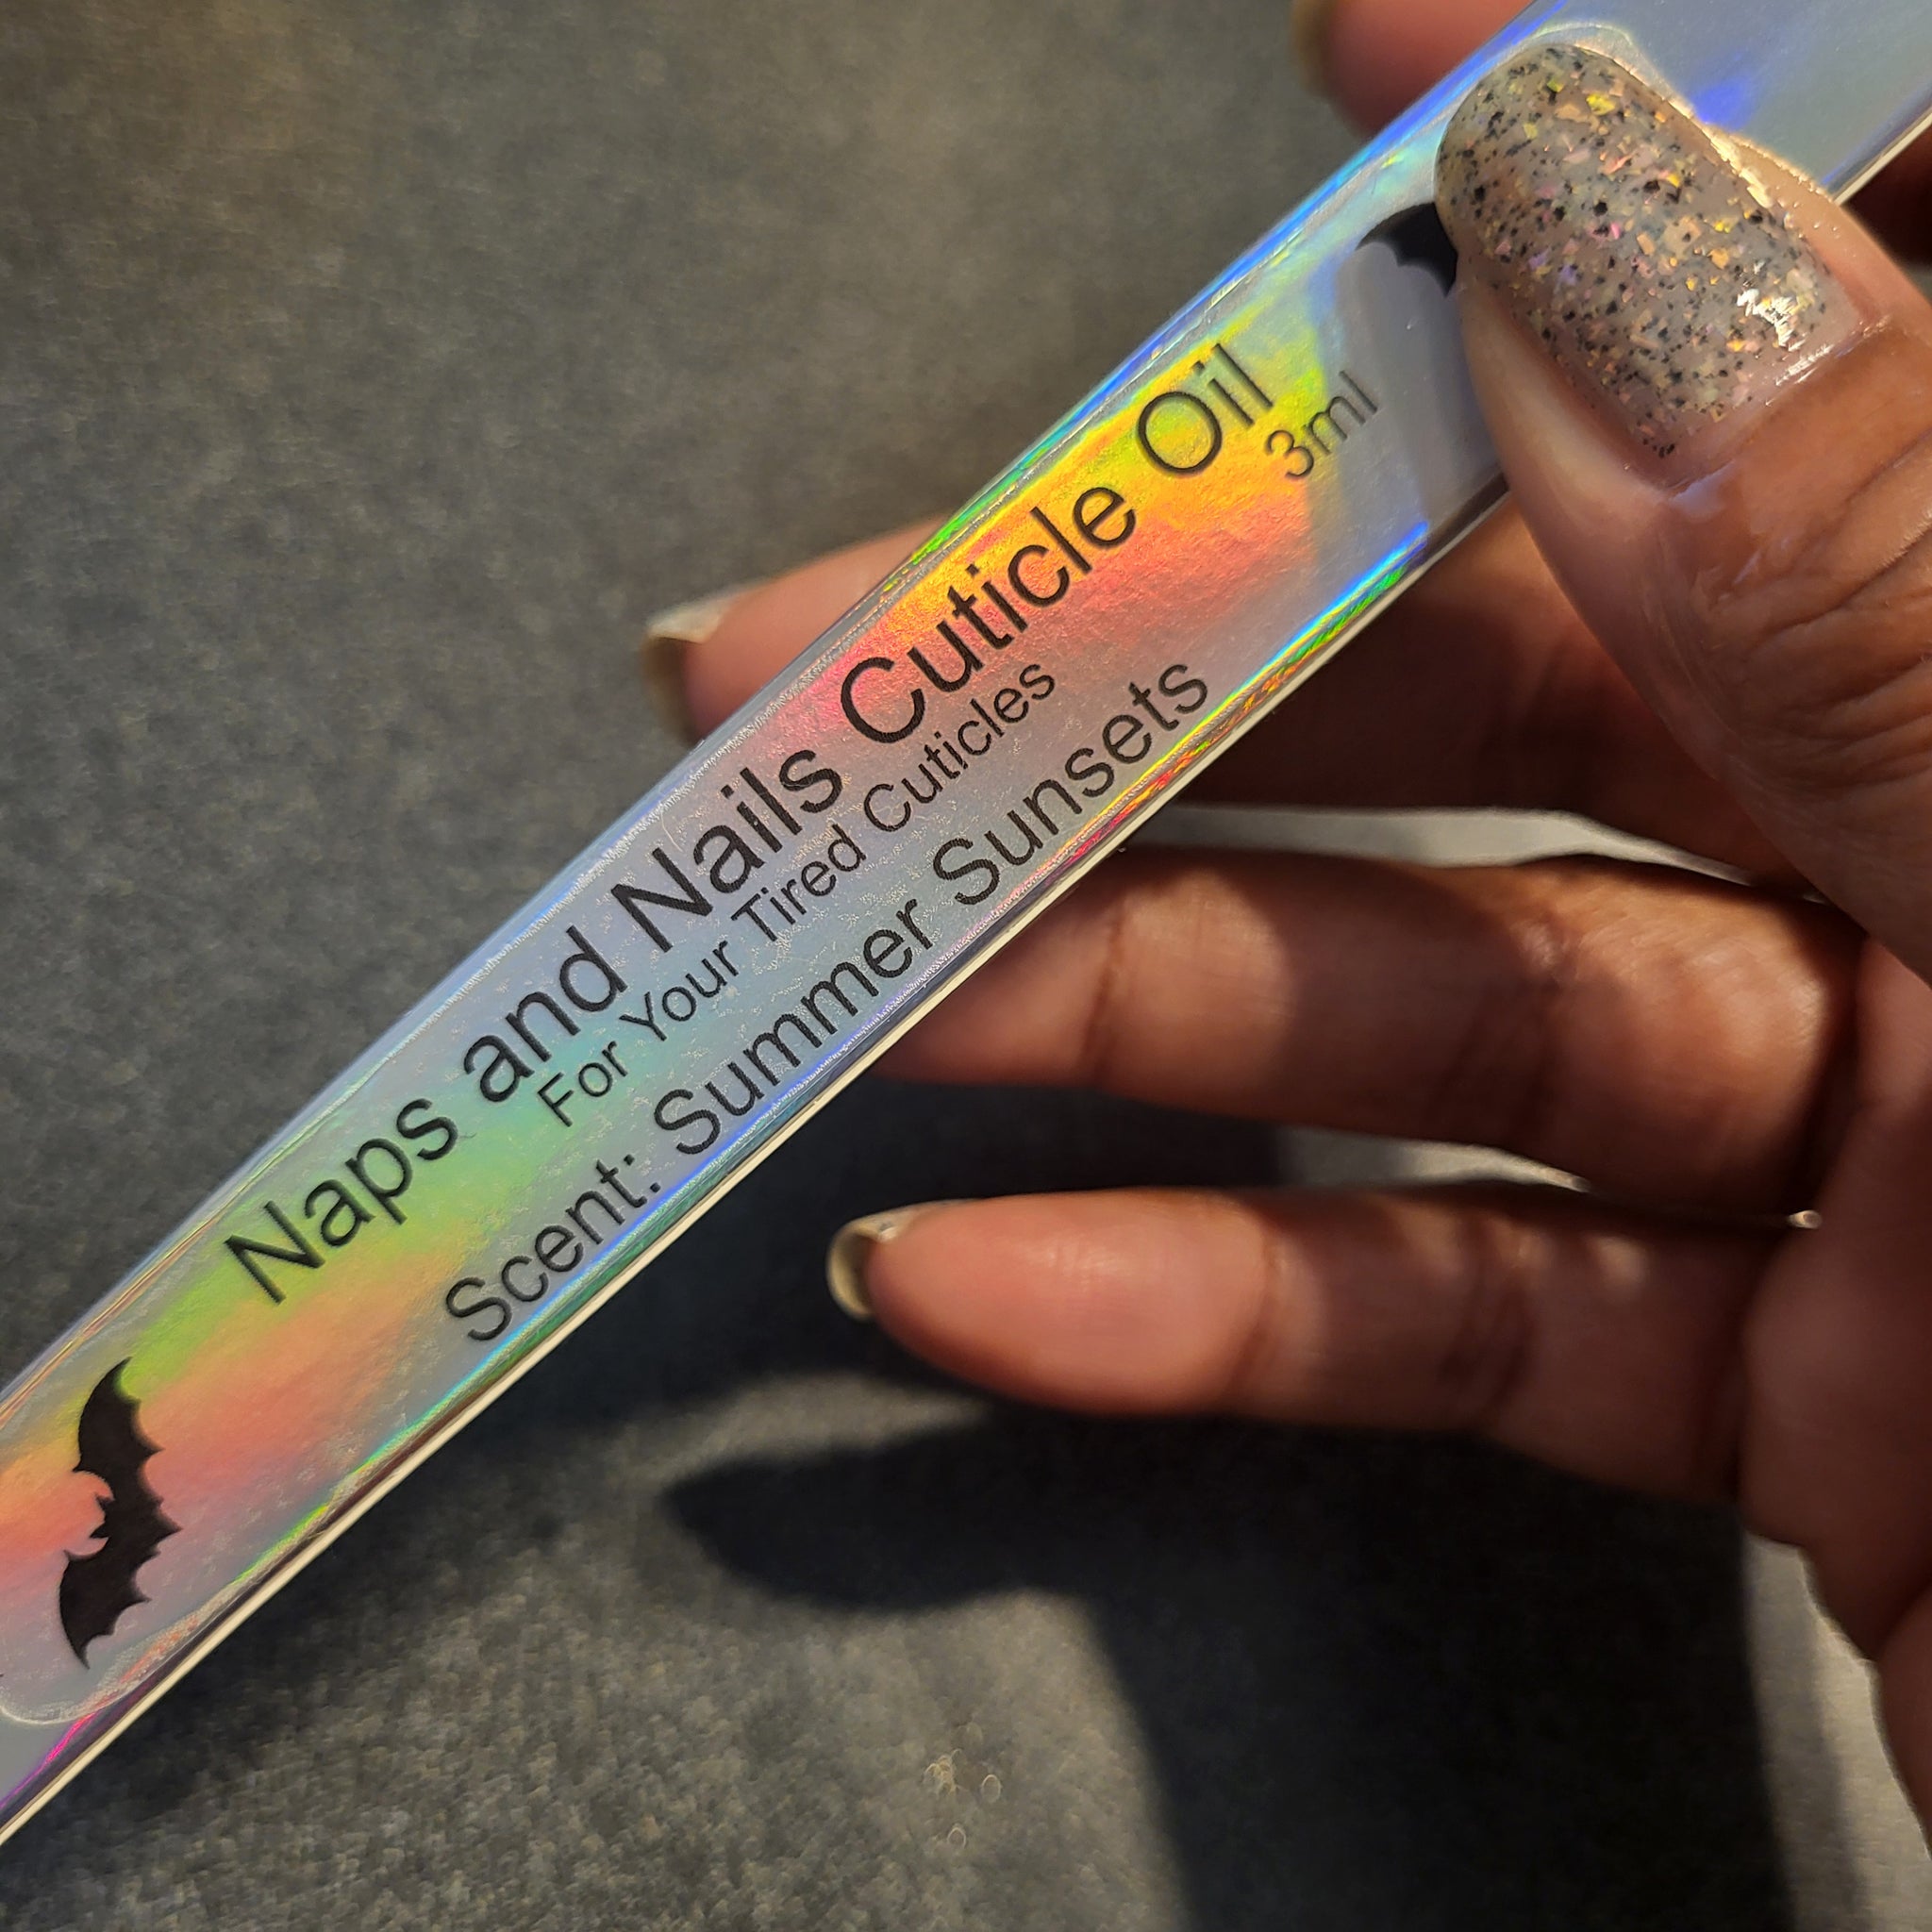 Naps and Nails Cuticle Oil
3ml
For Your Tired Cuticles
Scent: Summer Sunsets